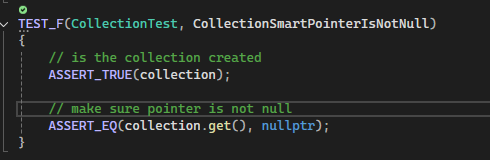 TEST_F(CollectionTest, CollectionSmartPointerIsNotNull)
{
// is the collection created
ASSERT_TRUE(collection);
// make sure pointer is not null
ASSERT_EQ(collection.get(), nullptr);
}